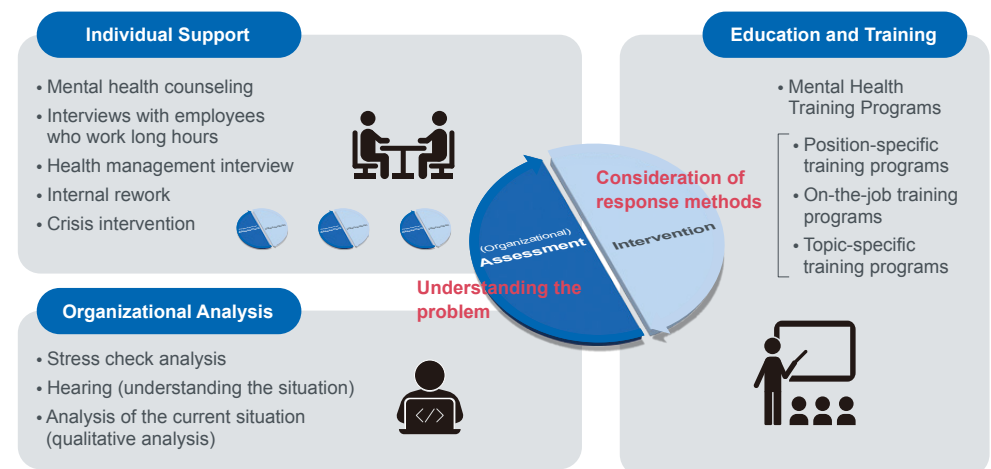 Individual Support
• Mental health counseling
• Interviews with employees
who work long hours
• Health management interview
• Internal rework
• Crisis intervention
Organizational Analysis
• Stress check analysis
• Hearing (understanding the situation)
• Analysis of the current situation
(qualitative analysis)
(Organizational)
Assessment
Understanding the
problem
Consideration of
response methods
Intervention
Education and Training
• Mental Health
Training Programs
• Position-specific
training programs
• On-the-job training
programs
• Topic-specific
training programs